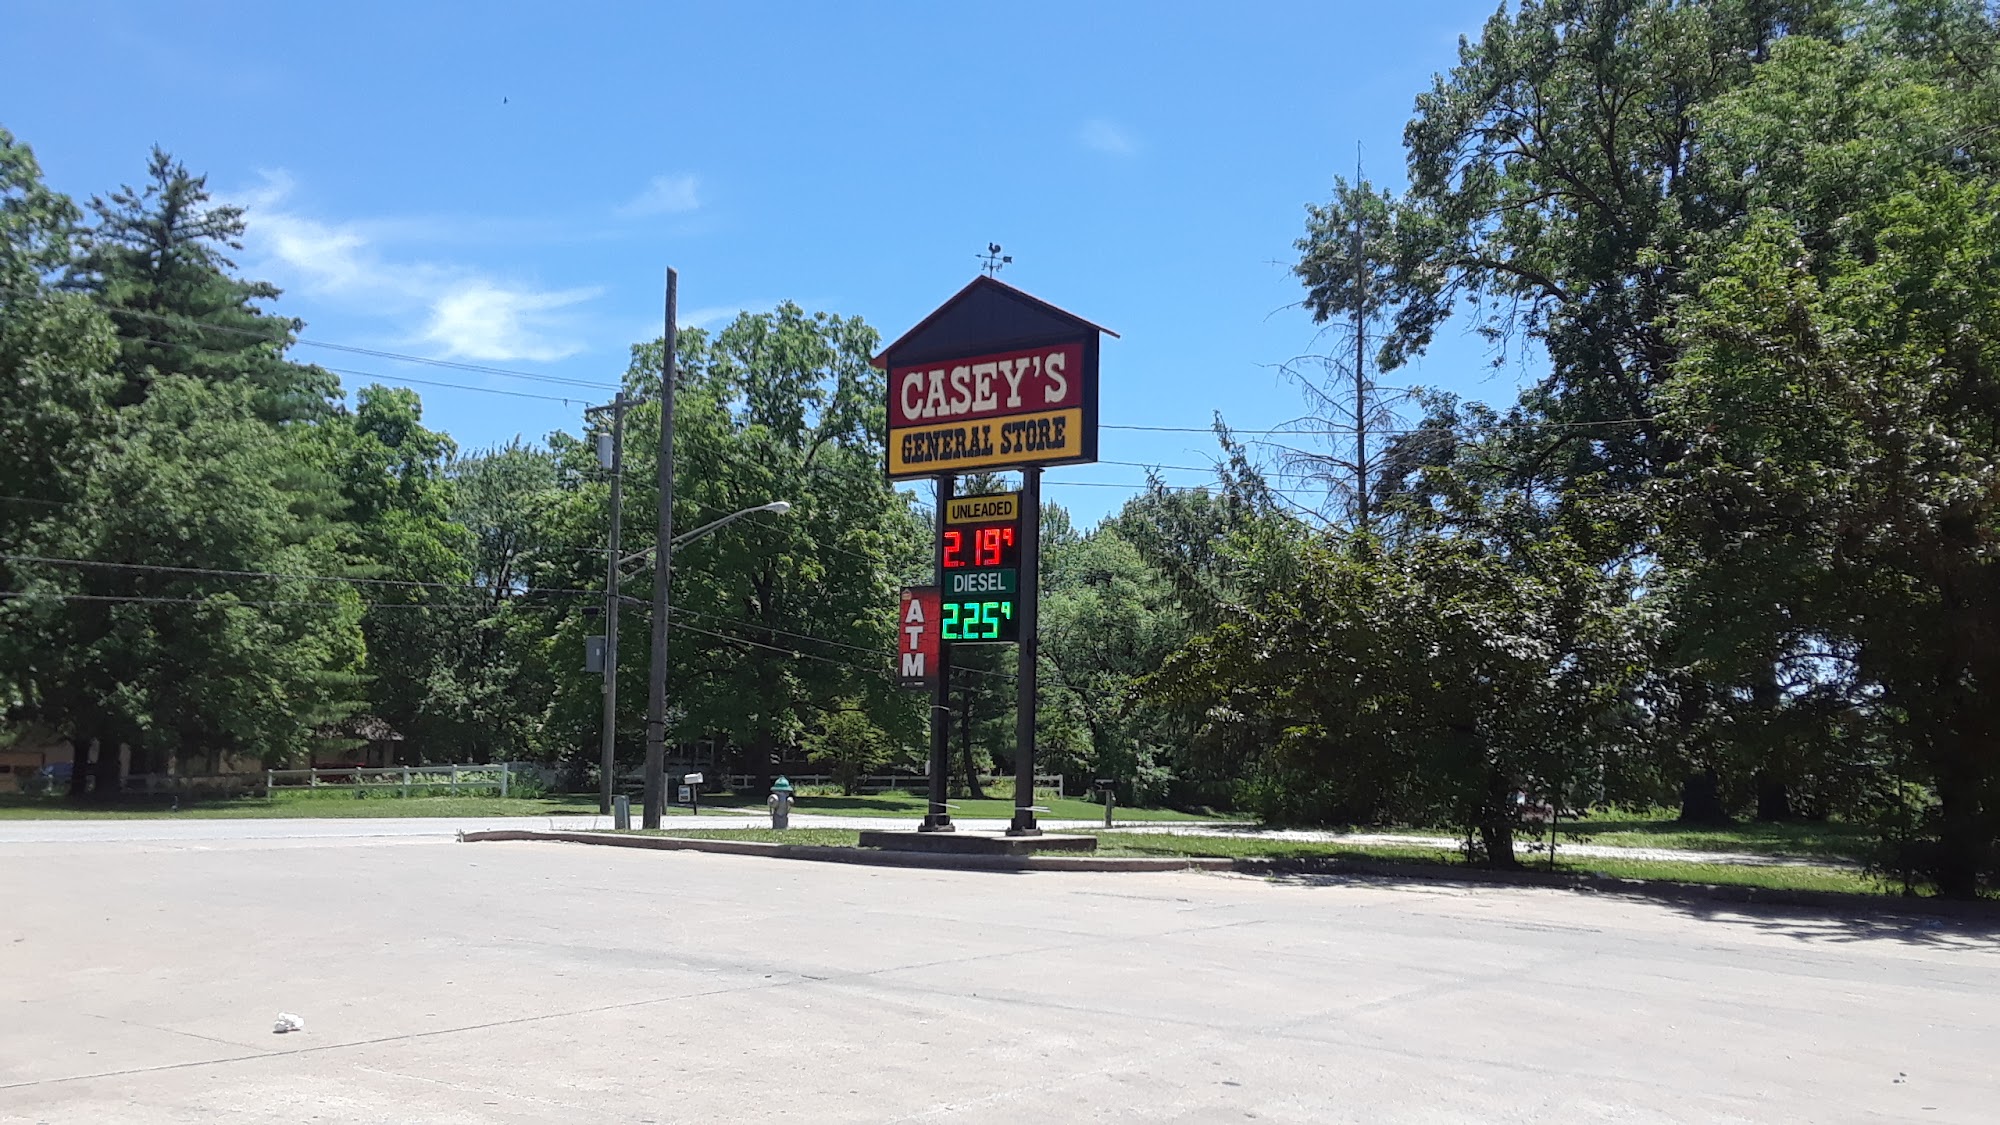 CASEY'S
GENERAL STORE
UNLEADED
2.19⁹
DIESEL
2.25⁹
ATM